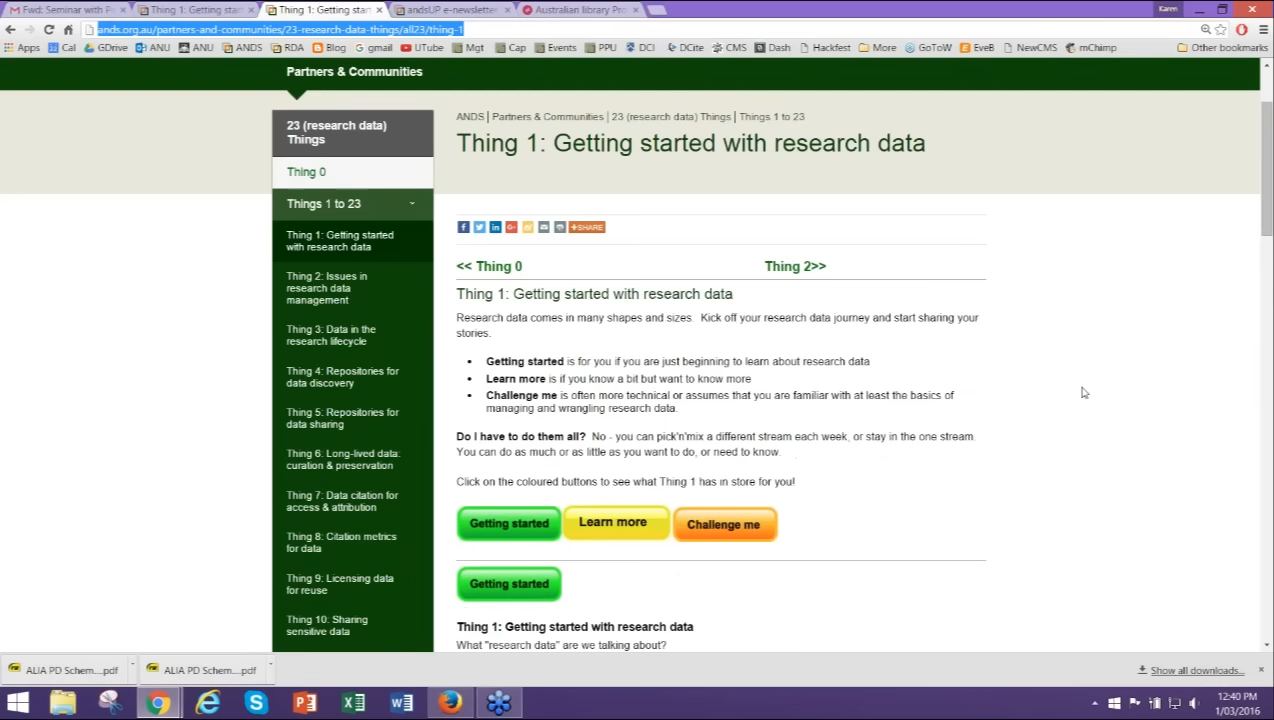 Fwd: Seminar with P
Thing 1: Getting start
Thing 1: Getting star
andsUP e-newsletter
Australian library Pro
Karen
ands.org.au/partners-and-communities/23-research-data-things/all23/thing-1
Apps Cal GDrive ANU ANU ANDS RDA Blog gmail UTube Mgt Cap Events PPU DCI DCite CMS Dash Hackfest More GoToW EveB NewCMS mChimp Other bookmarks
Partners & Communities
23 (research data)
Things
Thing 0
Things 1 to 23
Thing 1: Getting started
with research data
Thing 2: Issues in
research data
management
Thing 3: Data in the
research lifecycle
Thing 4: Repositories for
data discovery
Thing 5: Repositories for
data sharing
Thing 6: Long-lived data:
curation & preservation
Thing 7: Data citation for
access & attribution
Thing 8: Citation metrics
for data
Thing 9: Licensing data
for reuse
Thing 10: Sharing
sensitive data
ANDS | Partners & Communities | 23 (research data) Things | Things 1 to 23
Thing 1: Getting started with research data
+SHARE
<< Thing 0
Thing 2>>
Thing 1: Getting started with research data
Research data comes in many shapes and sizes. Kick off your research data journey and start sharing your
stories.
• Getting started is for you if you are just beginning to learn about research data
• Learn more is if you know a bit but want to know more
• Challenge me is often more technical or assumes that you are familiar with at least the basics of
managing and wrangling research data.
Do I have to do them all? No - you can pick'n'mix a different stream each week, or stay in the one stream.
You can do as much or as little as you want to do, or need to know.
Click on the coloured buttons to see what Thing 1 has in store for you!
Getting started
Learn more
Challenge me
Getting started
Thing 1: Getting started with research data
What "research data" are we talking about?
ALIA PD Schem....pdf
ALIA PD Schem....pdf
Show all downloads...
12:40 PM
1/03/2016